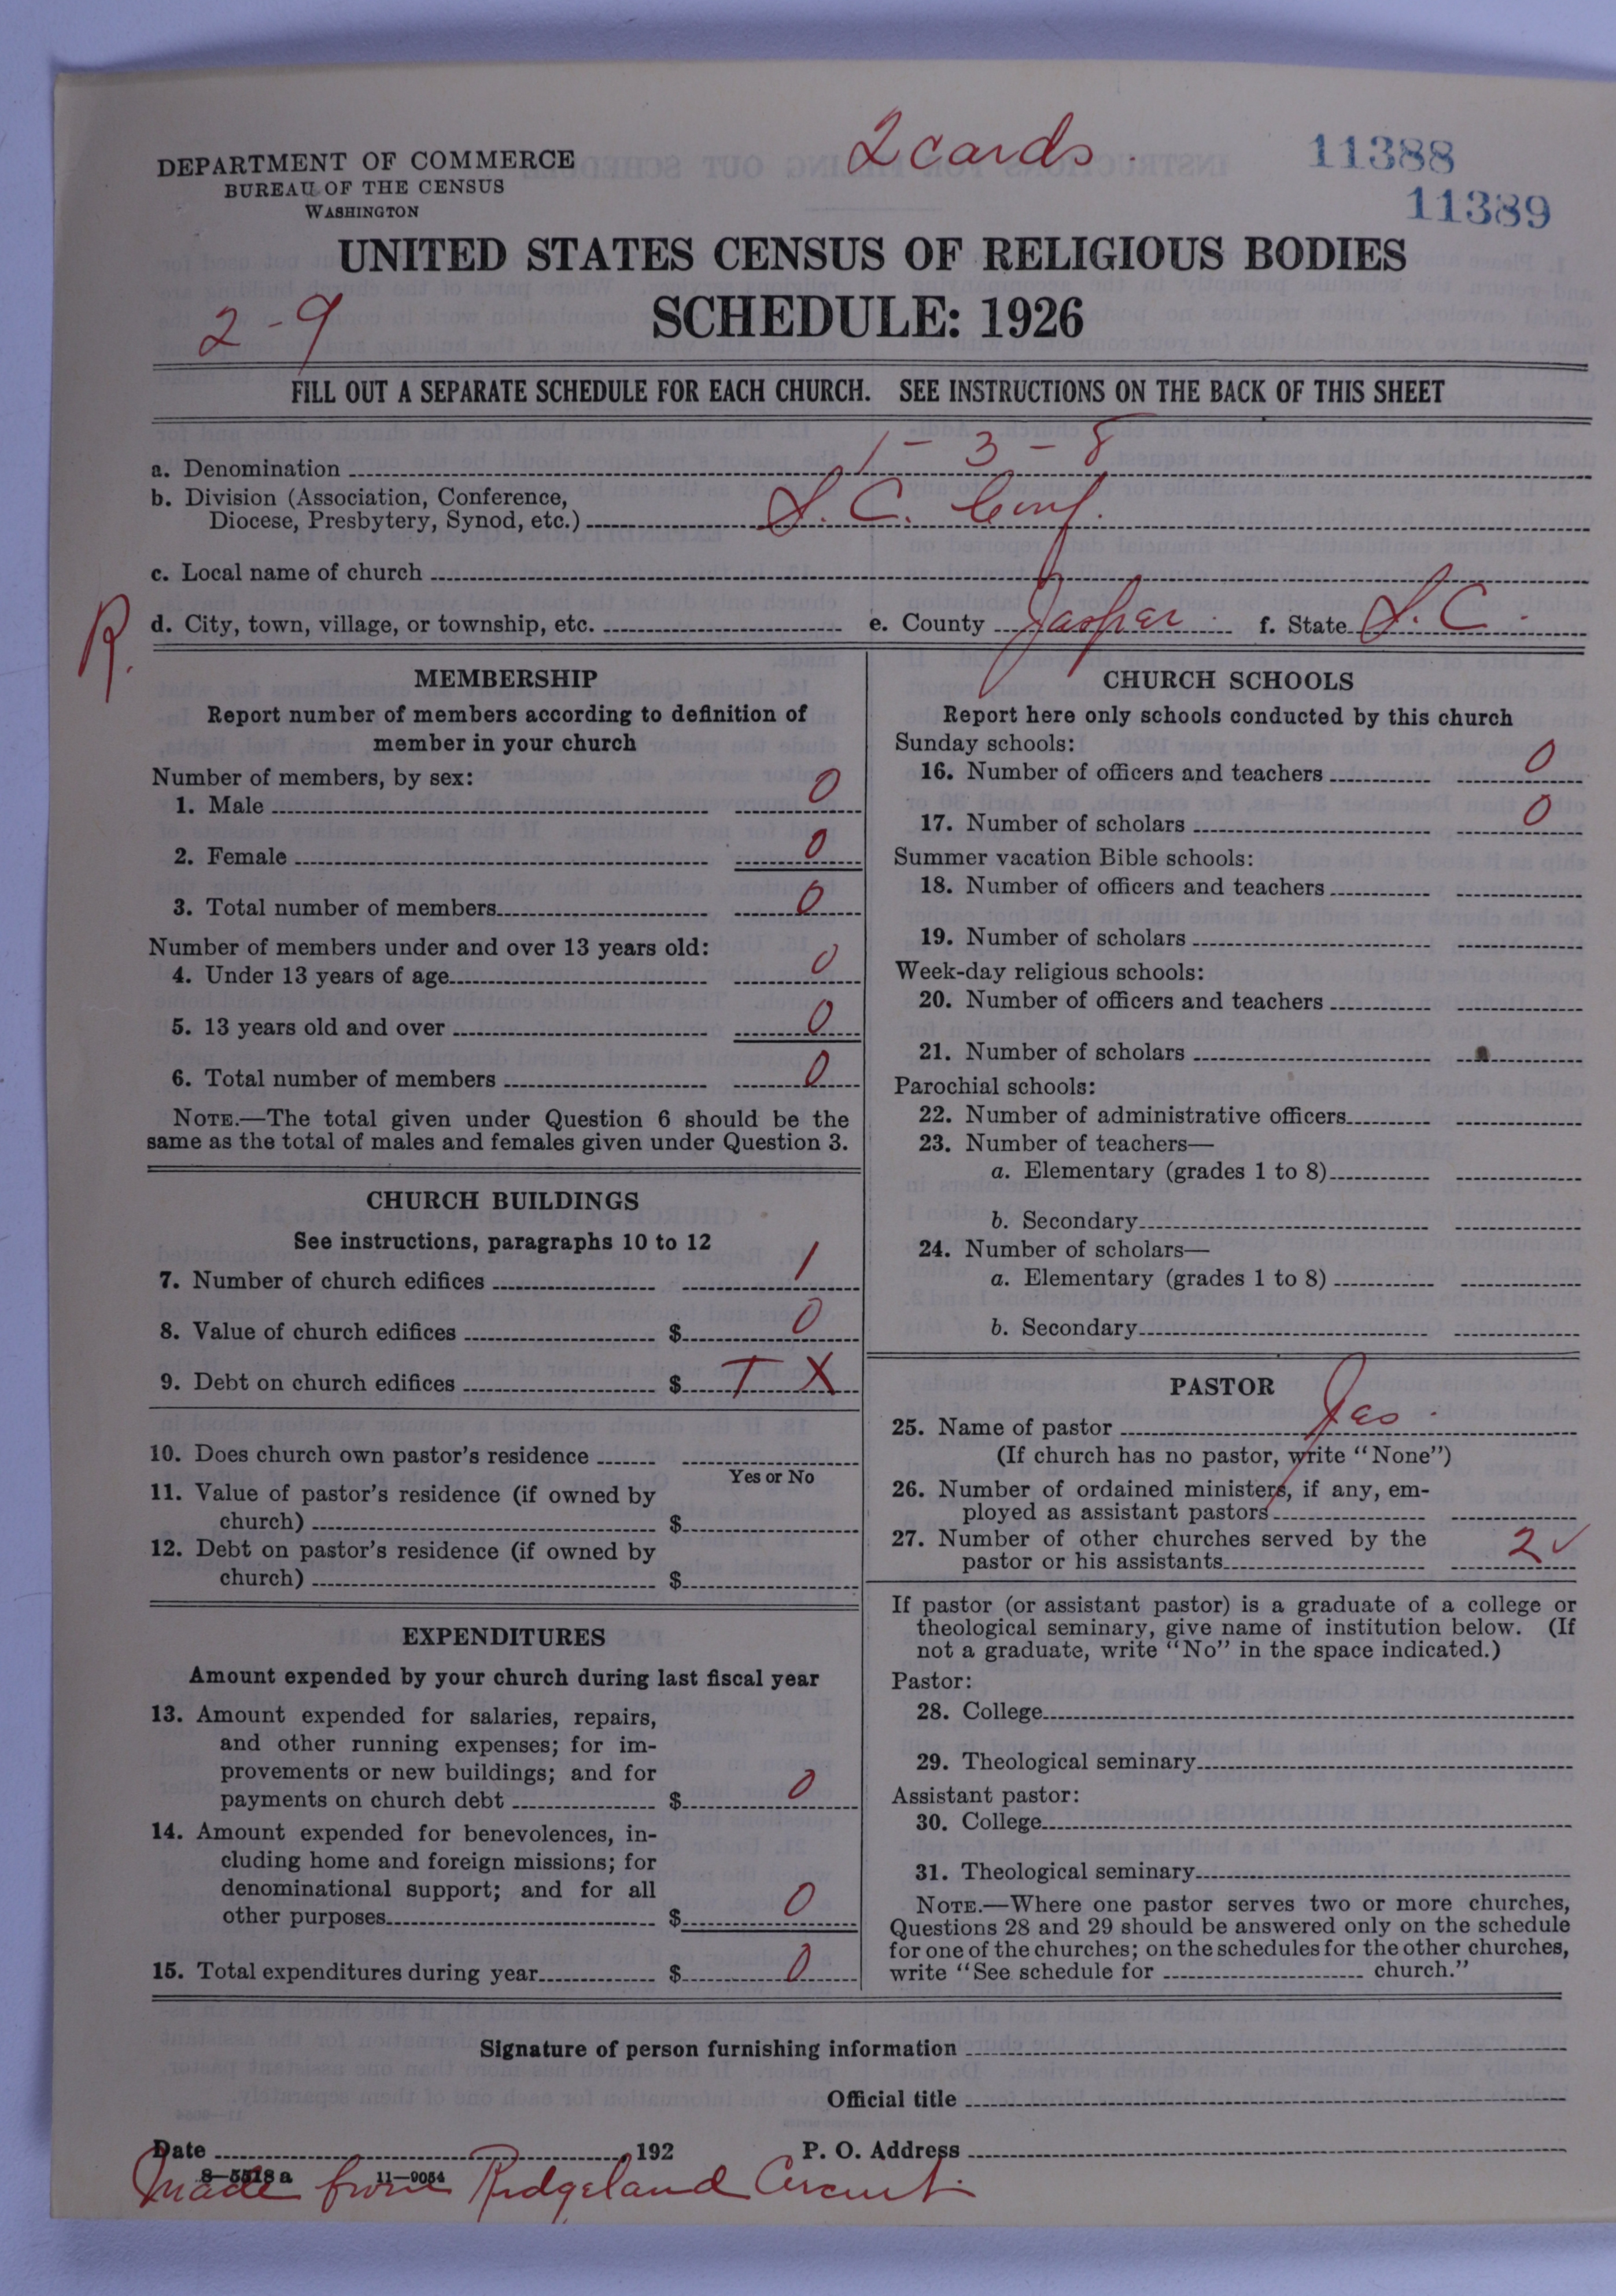 2 cards.
11388
11389
DEPARTMENT OF COMMERCE
BUREAU OF THE CENSUS
WASHINGTON
UNITED STATES CENSUS OF RELIGIOUS BODIES
SCHEDULE: 1926
2-9
FILL OUT A SEPARATE SCHEDULE FOR EACH CHURCH. SEE INSTRUCTIONS ON THE BACK OF THIS SHEET
a. Denomination 1-3-8
b. Division (Association, Conference,
Diocese, Presbytery, Synod, etc.) S. C. Conf.
c. Local name of church
R.
d. City, town, village, or township, etc. e. County Jasper f. State S. C.
MEMBERSHIP
Report number of members according to definition of
member in your church
Number of members, by sex:
1. Male 0
2. Female 0
3. Total number of members 0
Number of members under and over 13 years old:
4. Under 13 years of age 0
5. 13 years old and over 0
6. Total number of members 0
NOTE.—The total given under Question 6 should be the
same as the total of males and females given under Question 3.
CHURCH BUILDINGS
See instructions, paragraphs 10 to 12
7. Number of church edifices 1
8. Value of church edifices $ 0
9. Debt on church edifices $ T X
10. Does church own pastor's residence
Yes or No
11. Value of pastor's residence (if owned by
church) $
12. Debt on pastor's residence (if owned by
church) $
EXPENDITURES
Amount expended by your church during last fiscal year
13. Amount expended for salaries, repairs,
and other running expenses; for im-
provements or new buildings; and for
payments on church debt $ 0
14. Amount expended for benevolences, in-
cluding home and foreign missions; for
denominational support; and for all
other purposes $ 0
15. Total expenditures during year $ 0
CHURCH SCHOOLS
Report here only schools conducted by this church
Sunday schools:
16. Number of officers and teachers 0
17. Number of scholars 0
Summer vacation Bible schools:
18. Number of officers and teachers
19. Number of scholars
Week-day religious schools:
20. Number of officers and teachers
21. Number of scholars
Parochial schools:
22. Number of administrative officers
23. Number of teachers—
a. Elementary (grades 1 to 8)
b. Secondary
24. Number of scholars—
a. Elementary (grades 1 to 8)
b. Secondary
PASTOR
25. Name of pastor
(If church has no pastor, write "None")
26. Number of ordained ministers, if any, em-
ployed as assistant pastors
27. Number of other churches served by the
pastor or his assistants 2 ✓
If pastor (or assistant pastor) is a graduate of a college or
theological seminary, give name of institution below. (If
not a graduate, write "No" in the space indicated.)
Pastor:
28. College
29. Theological seminary
Assistant pastor:
30. College
31. Theological seminary
NOTE.—Where one pastor serves two or more churches,
Questions 28 and 29 should be answered only on the schedule
for one of the churches; on the schedules for the other churches,
write "See schedule for church."
Signature of person furnishing information
Official title
Date , 192 P. O. Address
8—5518 a 11—9054
Made from Ridgeland Circuit